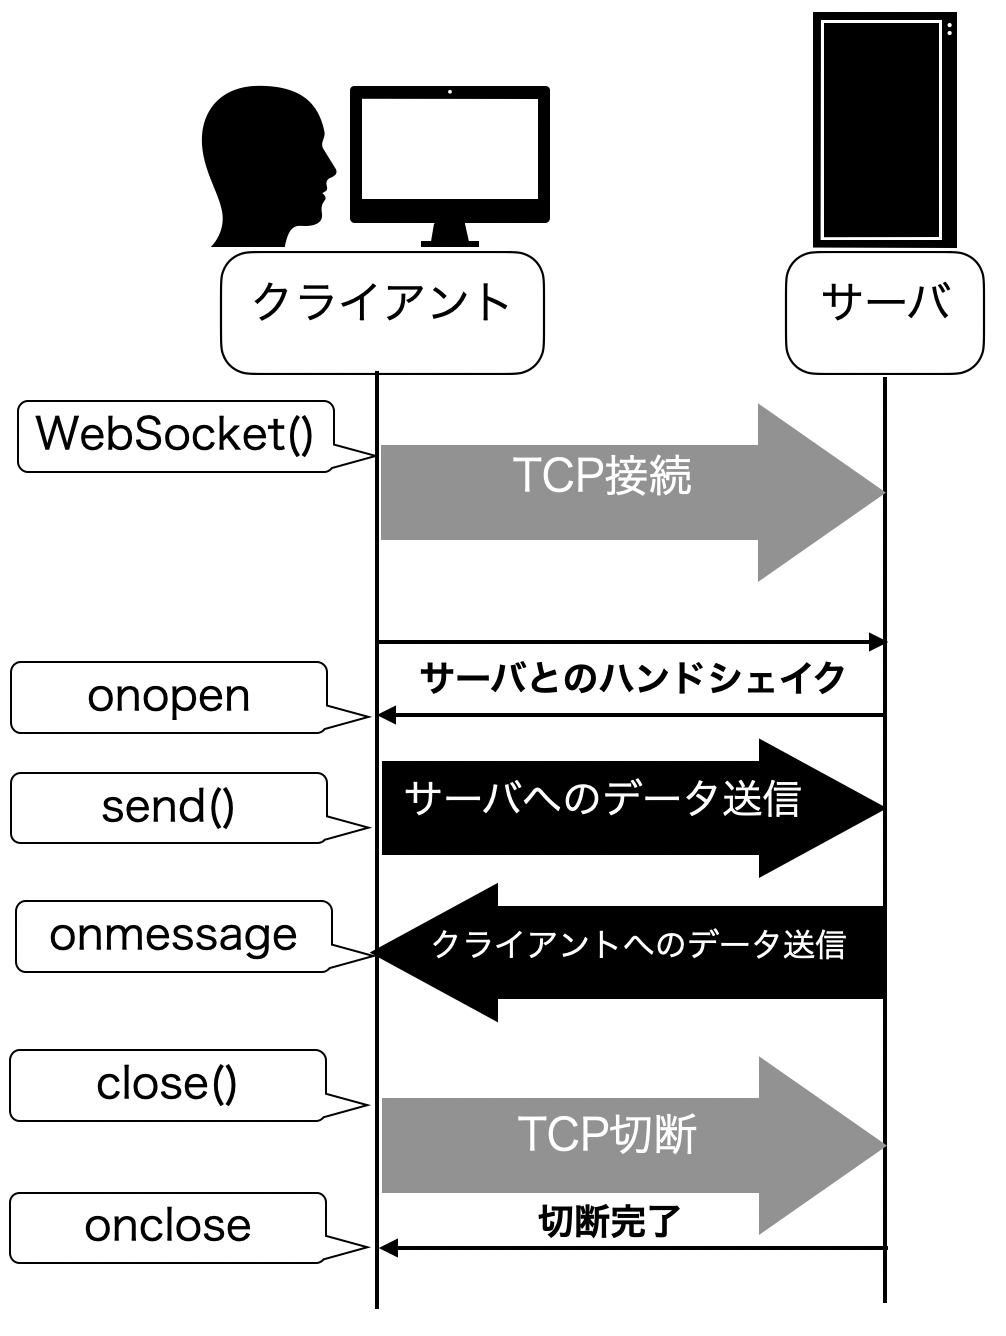 クライアント
サーバ
WebSocket()
TCP接続
サーバとのハンドシェイク
onopen
send()
サーバへのデータ送信
onmessage
クライアントへのデータ送信
close()
TCP切断
onclose
切断完了